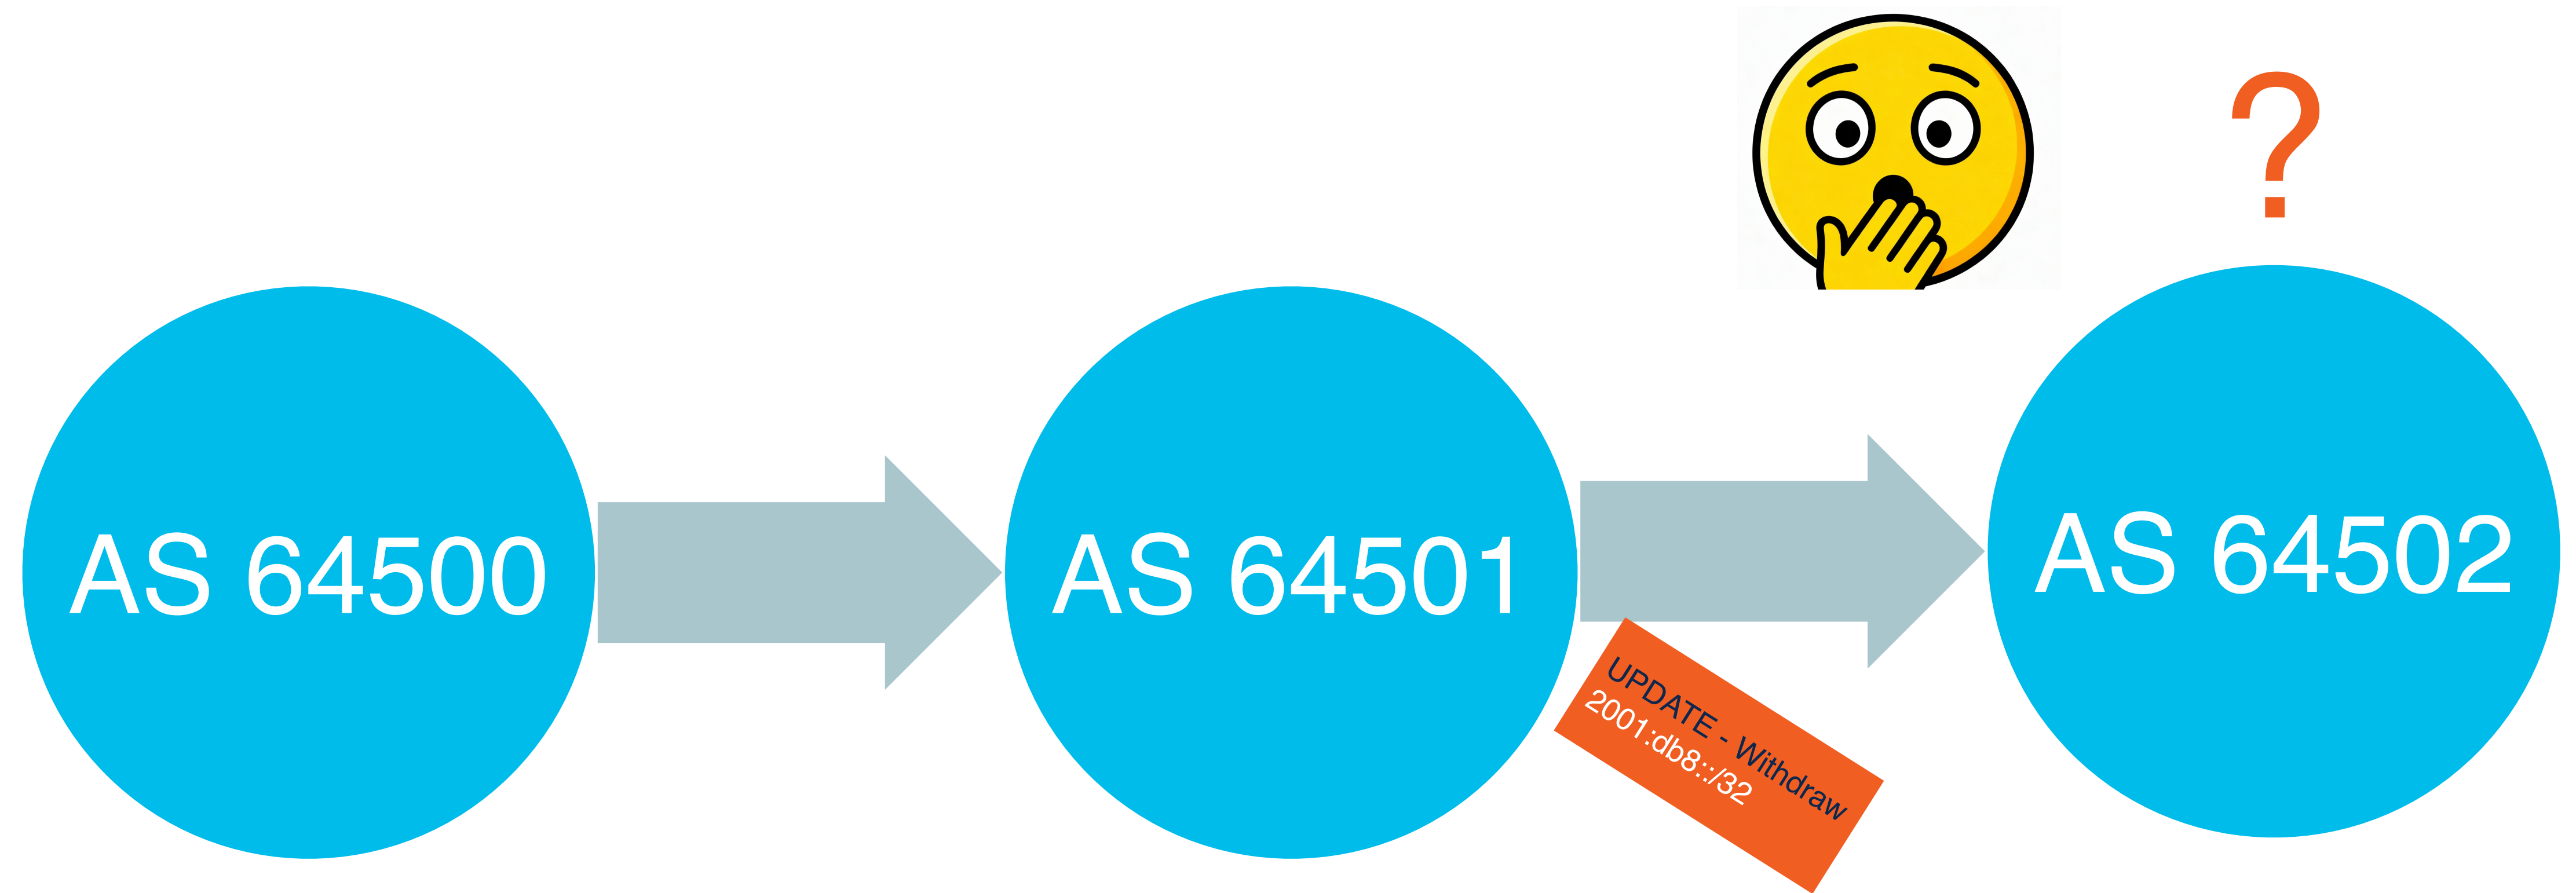 ?
AS 64500
AS 64501
AS 64502
UPDATE - Withdraw
2001:db8::/32